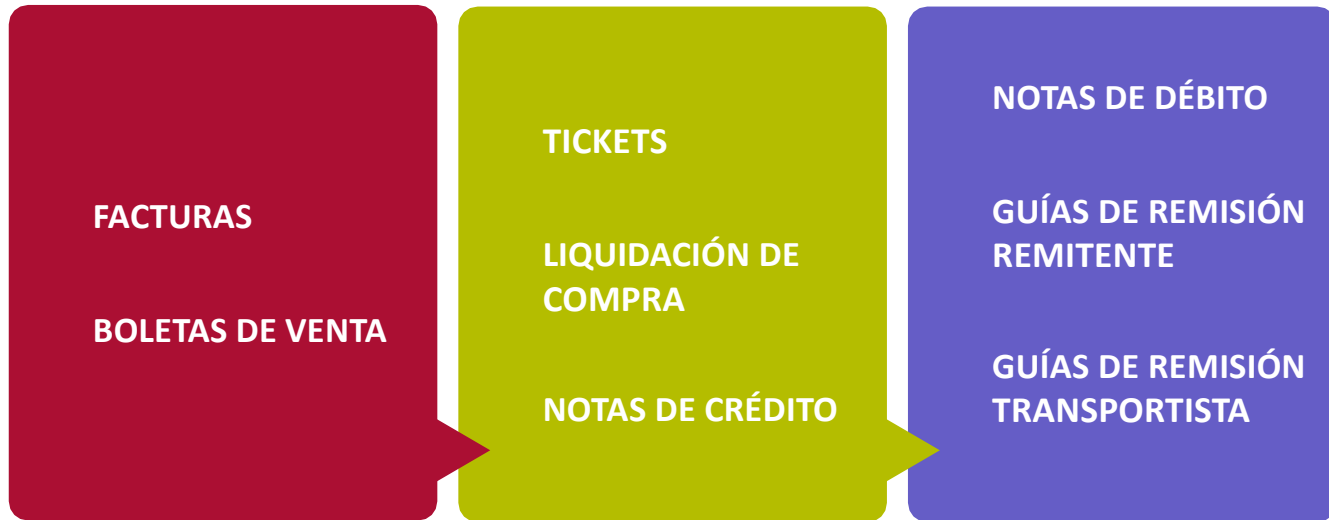 FACTURAS
BOLETAS DE VENTA
TICKETS
LIQUIDACIÓN DE
COMPRA
NOTAS DE CRÉDITO
NOTAS DE DÉBITO
GUÍAS DE REMISIÓN
REMITENTE
GUÍAS DE REMISIÓN
TRANSPORTISTA